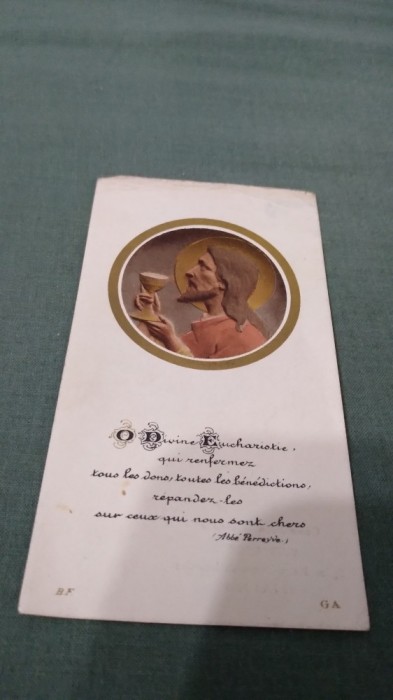 O Divine Eucharistie,
qui renfermez
tous les dons, toutes les bénédictions,
répandez-les
sur ceux qui nous sont chers
(Abbé Perreyve)
B.F
G A